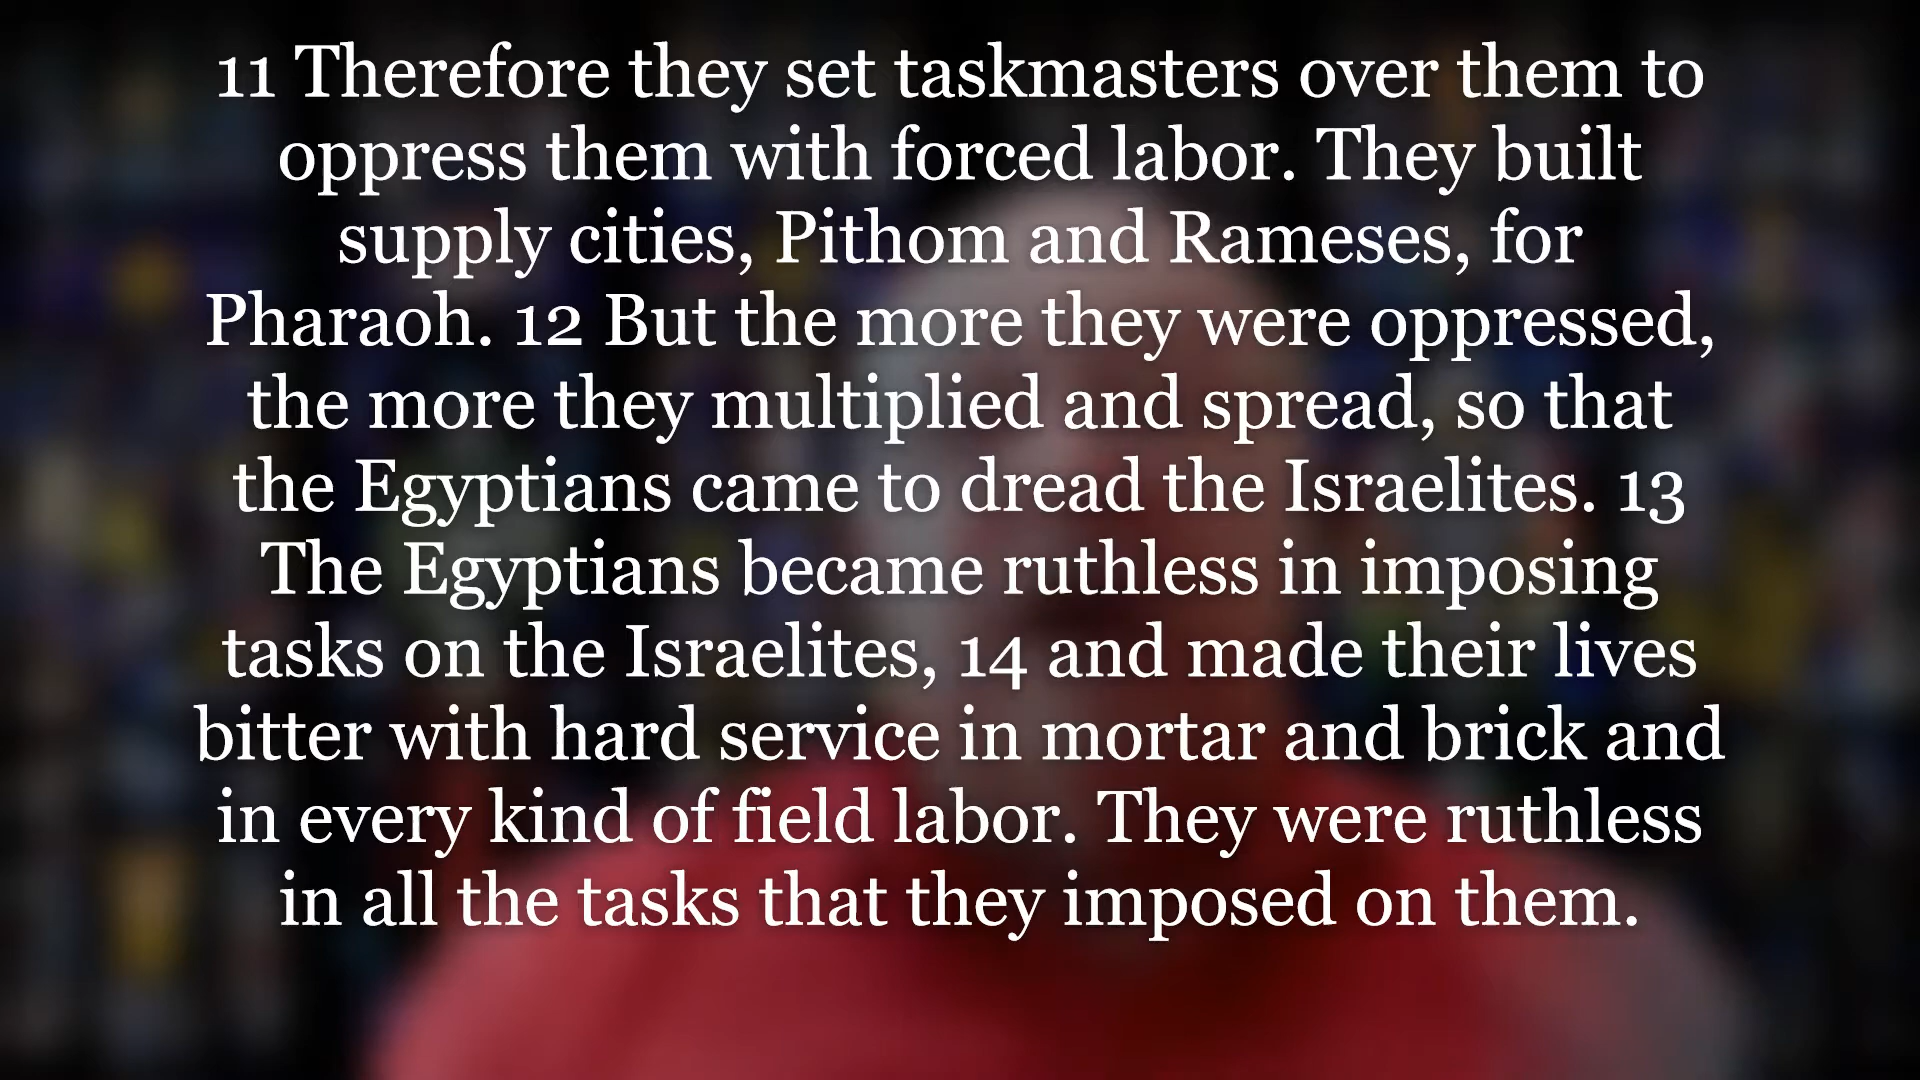 11 Therefore they set taskmasters over them to
oppress them with forced labor. They built
supply cities, Pithom and Rameses, for
Pharaoh. 12 But the more they were oppressed,
the more they multiplied and spread, so that
the Egyptians came to dread the Israelites. 13
The Egyptians became ruthless in imposing
tasks on the Israelites, 14 and made their lives
bitter with hard service in mortar and brick and
in every kind of field labor. They were ruthless
in all the tasks that they imposed on them.